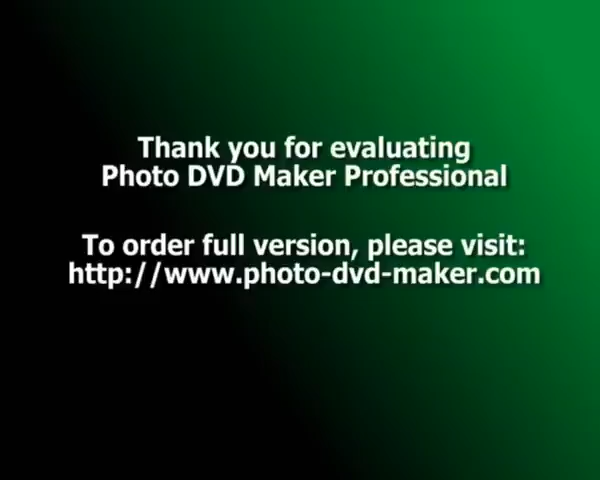 Thank you for evaluating
Photo DVD Maker Professional
To order full version, please visit:
http://www.photo-dvd-maker.com